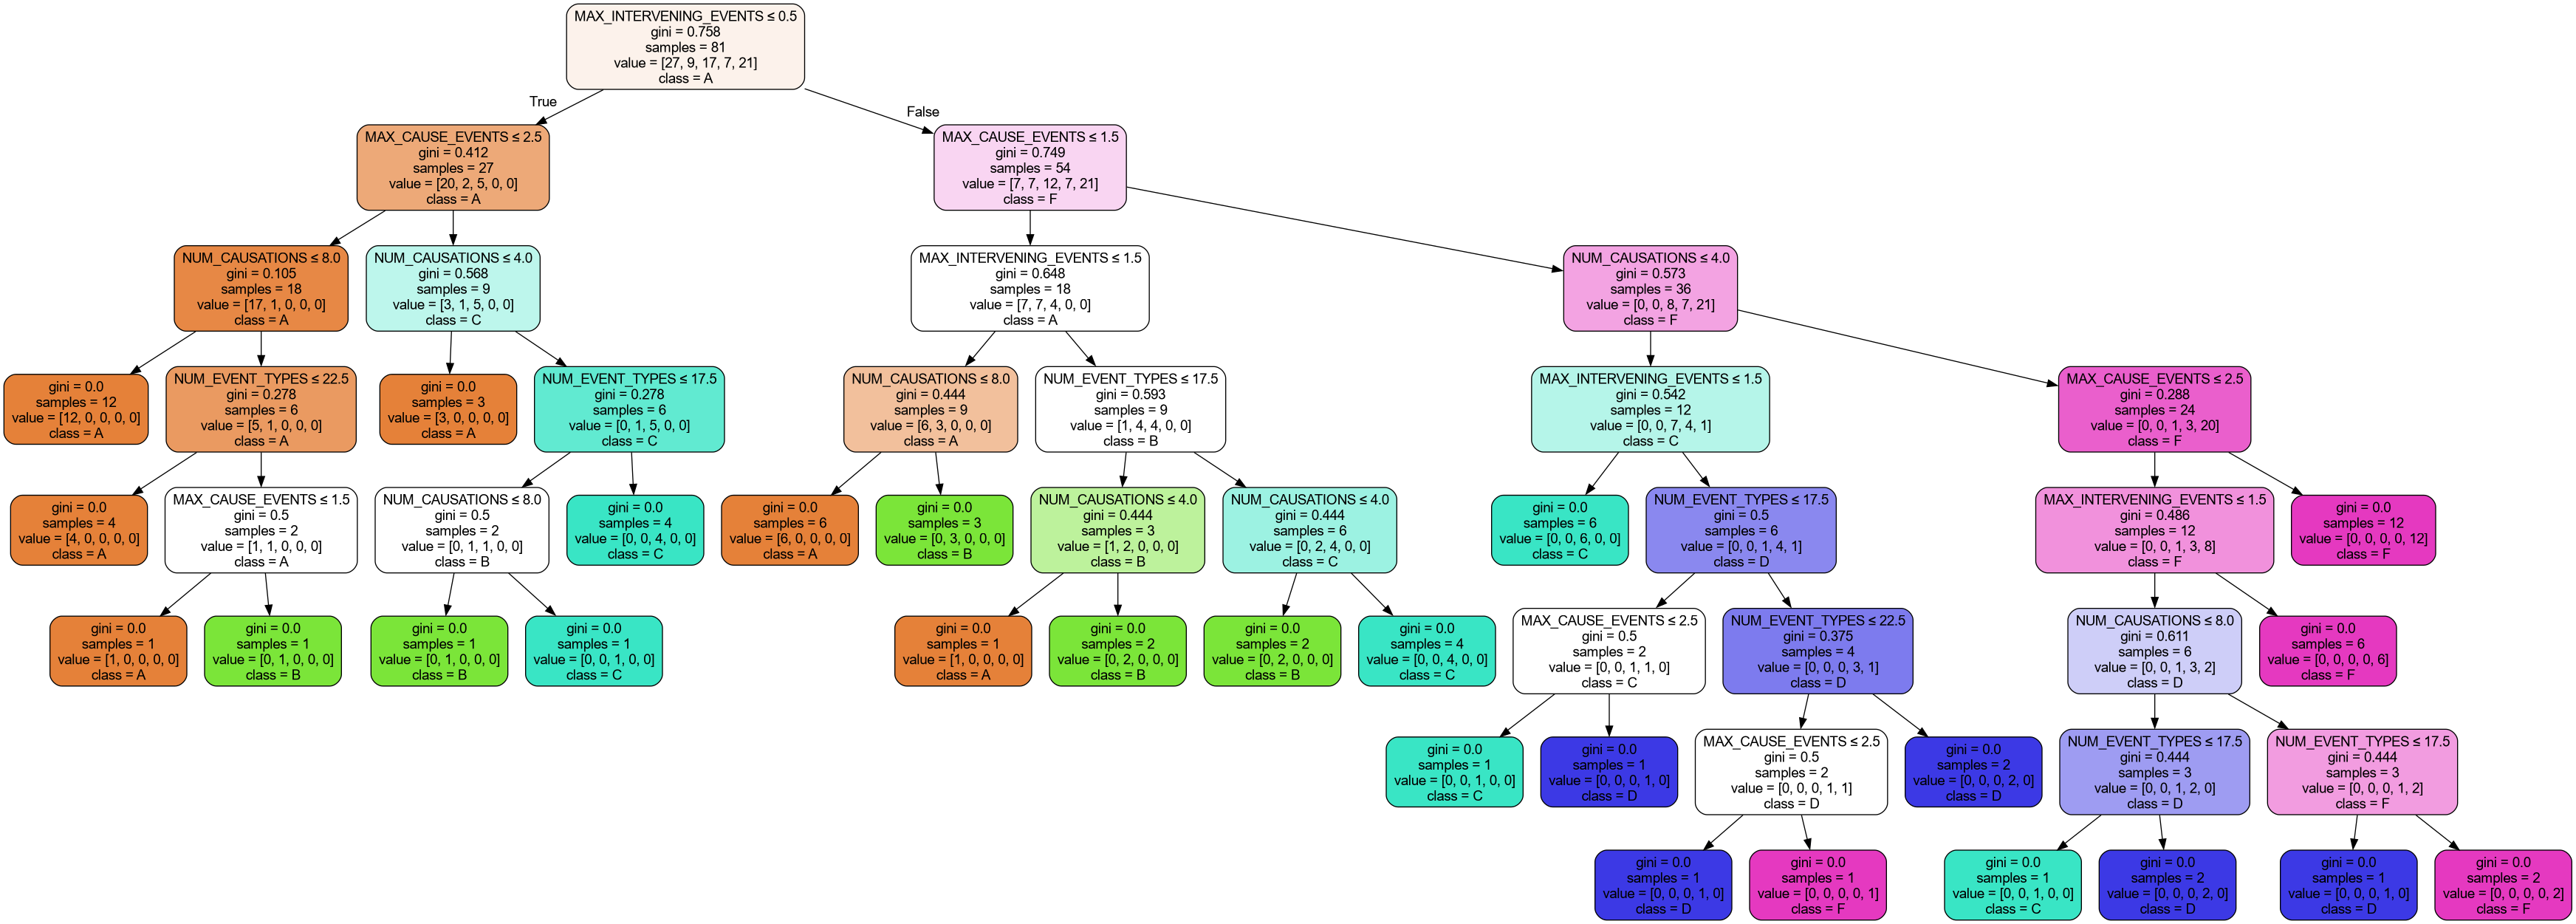 MAX_INTERVENING_EVENTS ≤ 0.5
gini = 0.758
samples = 81
value = [27, 9, 17, 7, 21]
class = A
True
False
MAX_CAUSE_EVENTS ≤ 2.5
gini = 0.412
samples = 27
value = [20, 2, 5, 0, 0]
class = A
MAX_CAUSE_EVENTS ≤ 1.5
gini = 0.749
samples = 54
value = [7, 7, 12, 7, 21]
class = F
NUM_CAUSATIONS ≤ 8.0
gini = 0.105
samples = 18
value = [17, 1, 0, 0, 0]
class = A
NUM_CAUSATIONS ≤ 4.0
gini = 0.568
samples = 9
value = [3, 1, 5, 0, 0]
class = C
MAX_INTERVENING_EVENTS ≤ 1.5
gini = 0.648
samples = 18
value = [7, 7, 4, 0, 0]
class = A
NUM_CAUSATIONS ≤ 4.0
gini = 0.573
samples = 36
value = [0, 0, 8, 7, 21]
class = F
gini = 0.0
samples = 12
value = [12, 0, 0, 0, 0]
class = A
NUM_EVENT_TYPES ≤ 22.5
gini = 0.278
samples = 6
value = [5, 1, 0, 0, 0]
class = A
gini = 0.0
samples = 3
value = [3, 0, 0, 0, 0]
class = A
NUM_EVENT_TYPES ≤ 17.5
gini = 0.278
samples = 6
value = [0, 1, 5, 0, 0]
class = C
NUM_CAUSATIONS ≤ 8.0
gini = 0.444
samples = 9
value = [6, 3, 0, 0, 0]
class = A
NUM_EVENT_TYPES ≤ 17.5
gini = 0.593
samples = 9
value = [1, 4, 4, 0, 0]
class = B
MAX_INTERVENING_EVENTS ≤ 1.5
gini = 0.542
samples = 12
value = [0, 0, 7, 4, 1]
class = C
MAX_CAUSE_EVENTS ≤ 2.5
gini = 0.288
samples = 24
value = [0, 0, 1, 3, 20]
class = F
gini = 0.0
samples = 4
value = [4, 0, 0, 0, 0]
class = A
MAX_CAUSE_EVENTS ≤ 1.5
gini = 0.5
samples = 2
value = [1, 1, 0, 0, 0]
class = A
NUM_CAUSATIONS ≤ 8.0
gini = 0.5
samples = 2
value = [0, 1, 1, 0, 0]
class = B
gini = 0.0
samples = 4
value = [0, 0, 4, 0, 0]
class = C
gini = 0.0
samples = 6
value = [6, 0, 0, 0, 0]
class = A
gini = 0.0
samples = 3
value = [0, 3, 0, 0, 0]
class = B
NUM_CAUSATIONS ≤ 4.0
gini = 0.444
samples = 3
value = [1, 2, 0, 0, 0]
class = B
NUM_CAUSATIONS ≤ 4.0
gini = 0.444
samples = 6
value = [0, 2, 4, 0, 0]
class = C
gini = 0.0
samples = 6
value = [0, 0, 6, 0, 0]
class = C
NUM_EVENT_TYPES ≤ 17.5
gini = 0.5
samples = 6
value = [0, 0, 1, 4, 1]
class = D
MAX_INTERVENING_EVENTS ≤ 1.5
gini = 0.486
samples = 12
value = [0, 0, 1, 3, 8]
class = F
gini = 0.0
samples = 12
value = [0, 0, 0, 0, 12]
class = F
gini = 0.0
samples = 1
value = [1, 0, 0, 0, 0]
class = A
gini = 0.0
samples = 1
value = [0, 1, 0, 0, 0]
class = B
gini = 0.0
samples = 1
value = [0, 1, 0, 0, 0]
class = B
gini = 0.0
samples = 1
value = [0, 0, 1, 0, 0]
class = C
gini = 0.0
samples = 1
value = [1, 0, 0, 0, 0]
class = A
gini = 0.0
samples = 2
value = [0, 2, 0, 0, 0]
class = B
gini = 0.0
samples = 2
value = [0, 2, 0, 0, 0]
class = B
gini = 0.0
samples = 4
value = [0, 0, 4, 0, 0]
class = C
MAX_CAUSE_EVENTS ≤ 2.5
gini = 0.5
samples = 2
value = [0, 0, 1, 1, 0]
class = C
NUM_EVENT_TYPES ≤ 22.5
gini = 0.375
samples = 4
value = [0, 0, 0, 3, 1]
class = D
NUM_CAUSATIONS ≤ 8.0
gini = 0.611
samples = 6
value = [0, 0, 1, 3, 2]
class = D
gini = 0.0
samples = 6
value = [0, 0, 0, 0, 6]
class = F
gini = 0.0
samples = 1
value = [0, 0, 1, 0, 0]
class = C
gini = 0.0
samples = 1
value = [0, 0, 0, 1, 0]
class = D
MAX_CAUSE_EVENTS ≤ 2.5
gini = 0.5
samples = 2
value = [0, 0, 0, 1, 1]
class = D
gini = 0.0
samples = 2
value = [0, 0, 0, 2, 0]
class = D
NUM_EVENT_TYPES ≤ 17.5
gini = 0.444
samples = 3
value = [0, 0, 1, 2, 0]
class = D
NUM_EVENT_TYPES ≤ 17.5
gini = 0.444
samples = 3
value = [0, 0, 0, 1, 2]
class = F
gini = 0.0
samples = 1
value = [0, 0, 0, 1, 0]
class = D
gini = 0.0
samples = 1
value = [0, 0, 0, 0, 1]
class = F
gini = 0.0
samples = 1
value = [0, 0, 1, 0, 0]
class = C
gini = 0.0
samples = 2
value = [0, 0, 0, 2, 0]
class = D
gini = 0.0
samples = 1
value = [0, 0, 0, 1, 0]
class = D
gini = 0.0
samples = 2
value = [0, 0, 0, 0, 2]
class = F